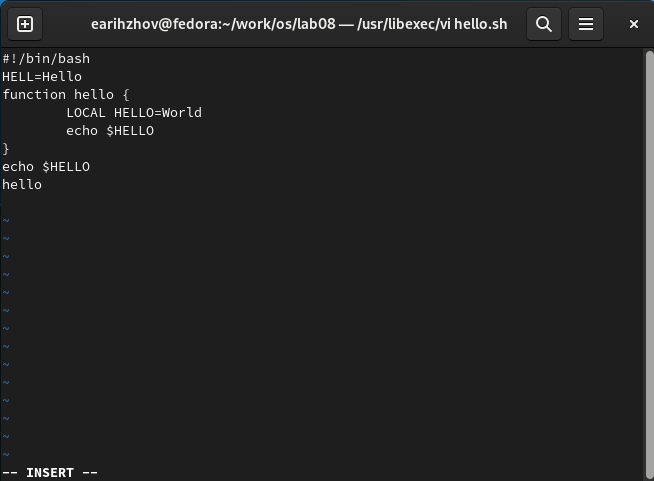 earihzhov@fedora:~/work/os/lab08 — /usr/libexec/vi hello.sh
#!/bin/bash
HELL=Hello
function hello {
        LOCAL HELLO=World
        echo $HELLO
}
echo $HELLO
hello
~
~
~
~
~
~
~
~
~
~
~
~
~
~
-- INSERT --